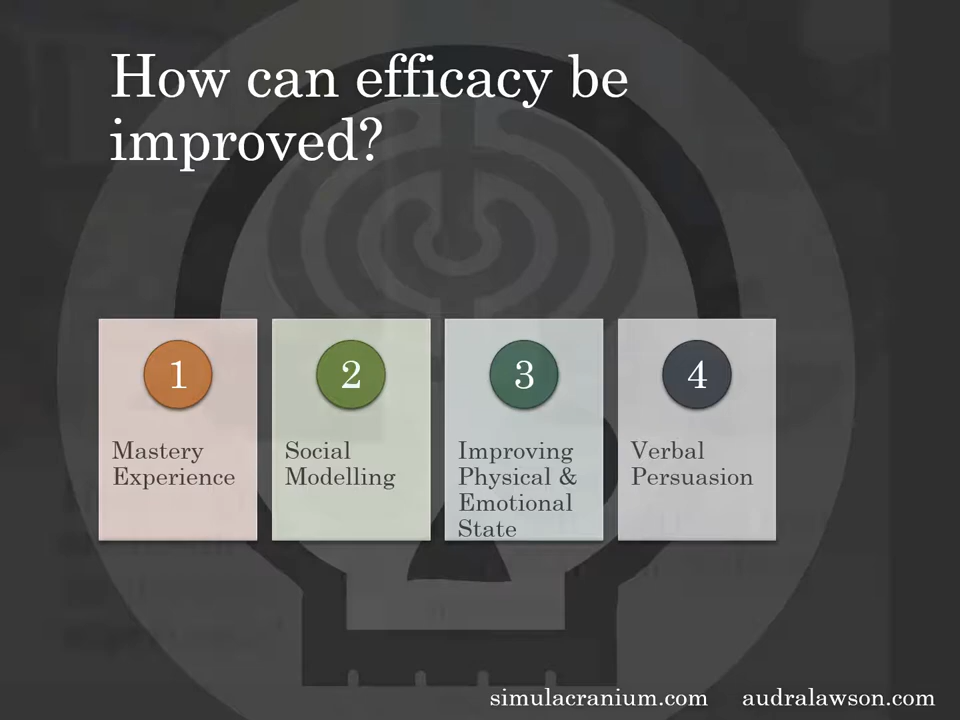 How can efficacy be
improved?
1
Mastery
Experience
2
Social
Modelling
3
Improving
Physical &
Emotional
State
4
Verbal
Persuasion
simulacranium.com audralawson.com